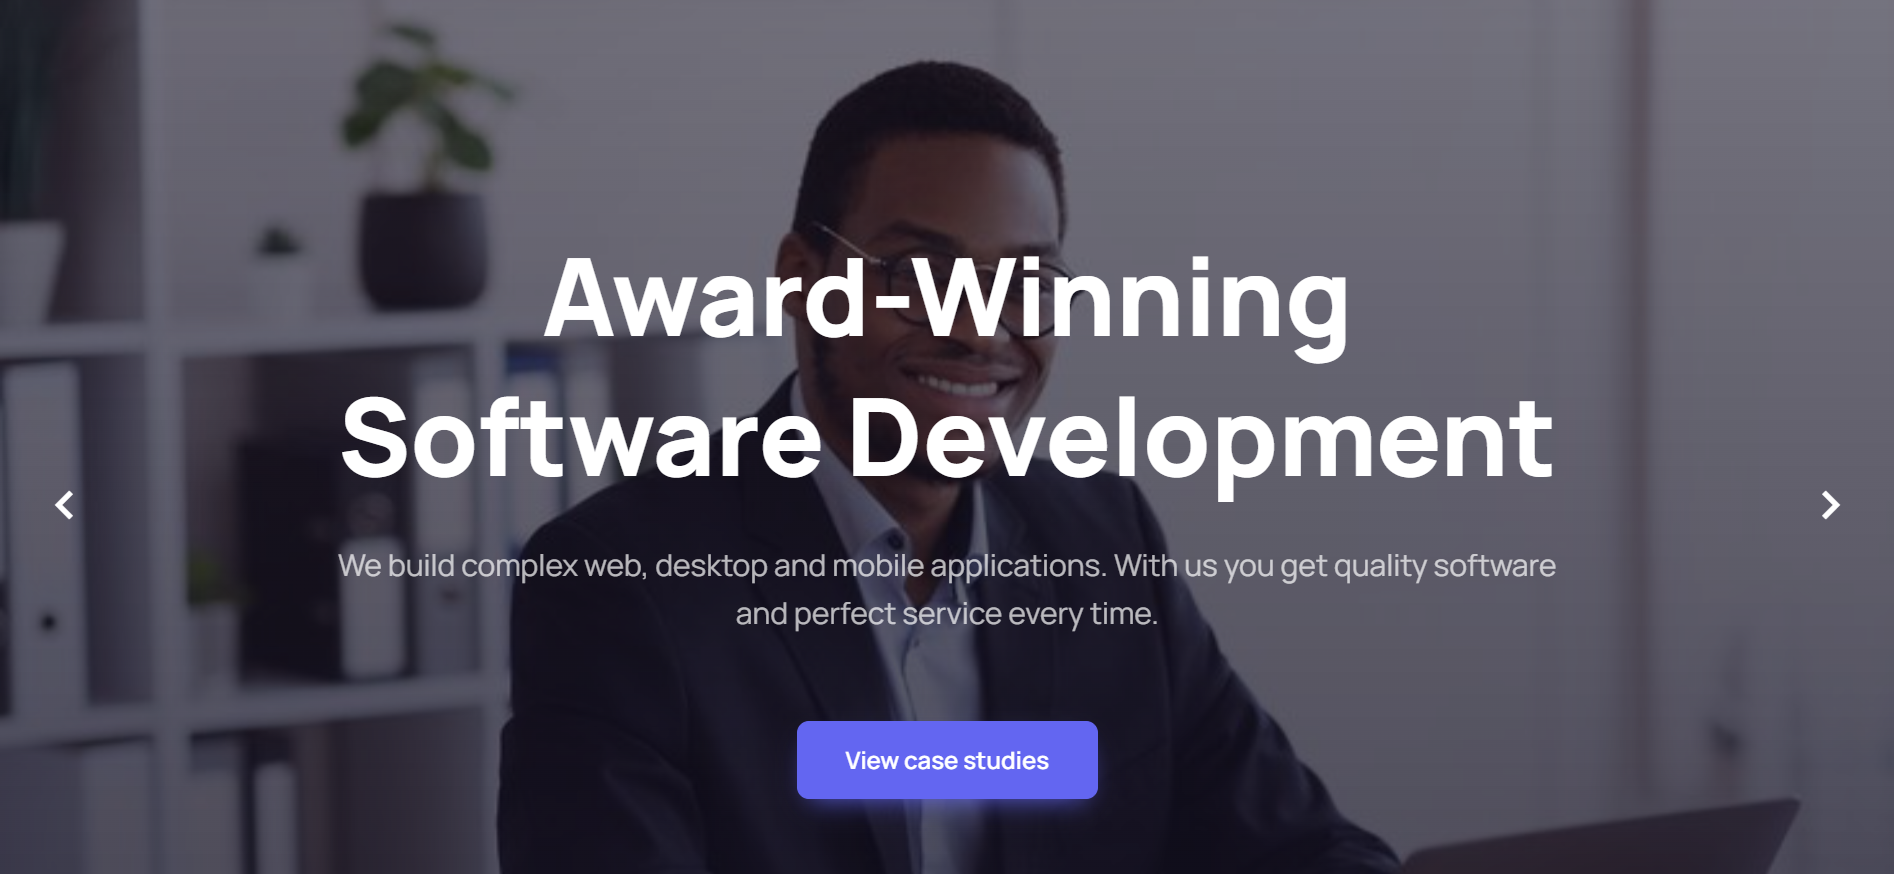 Award-Winning
Software Development
We build complex web, desktop and mobile applications. With us you get quality software
and perfect service every time.
View case studies